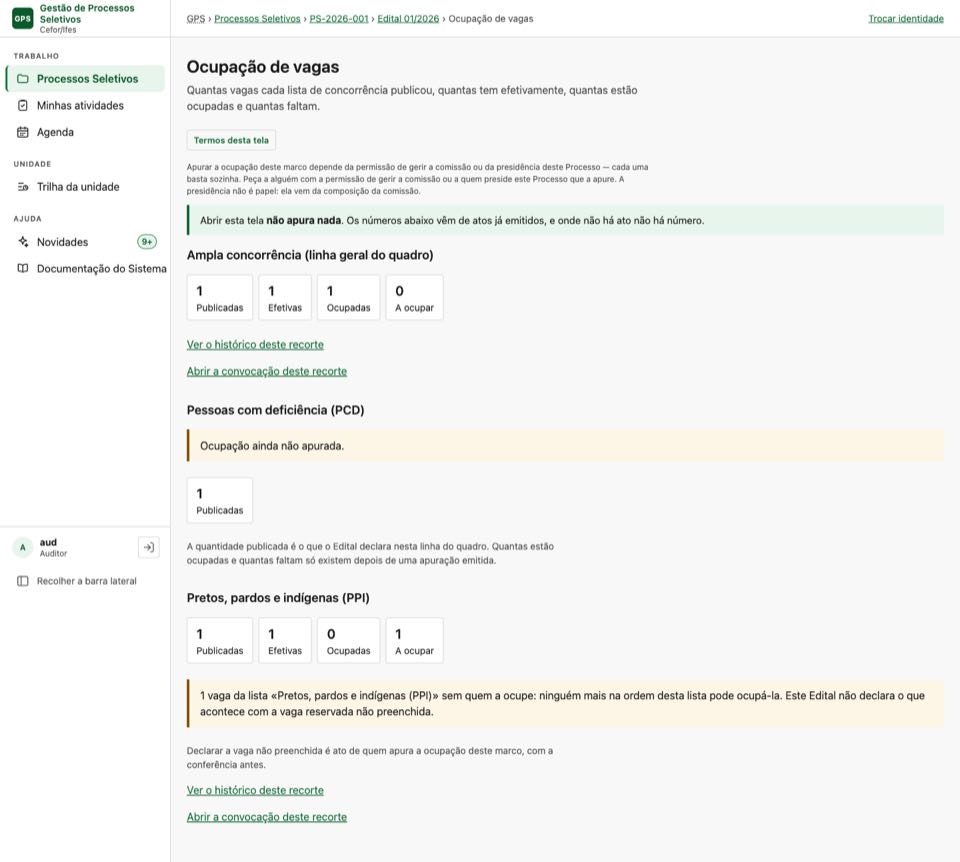 GPS
Gestão de Processos
Seletivos
Cefor/Ifes
GPS › Processos Seletivos › PS-2026-001 › Edital 01/2026 › Ocupação de vagas
Trocar identidade
TRABALHO
Processos Seletivos
Minhas atividades
Agenda
UNIDADE
Trilha da unidade
AJUDA
Novidades
9+
Documentação do Sistema
A
aud
Auditor
Recolher a barra lateral
Ocupação de vagas
Quantas vagas cada lista de concorrência publicou, quantas tem efetivamente, quantas estão
ocupadas e quantas faltam.
Termos desta tela
Apurar a ocupação deste marco depende da permissão de gerir a comissão ou da presidência deste Processo — cada uma
basta sozinha. Peça a alguém com a permissão de gerir a comissão ou a quem preside este Processo que a apure. A
presidência não é papel: ela vem da composição da comissão.
Abrir esta tela não apura nada. Os números abaixo vêm de atos já emitidos, e onde não há ato não há número.
Ampla concorrência (linha geral do quadro)
1
Publicadas
1
Efetivas
1
Ocupadas
0
A ocupar
Ver o histórico deste recorte
Abrir a convocação deste recorte
Pessoas com deficiência (PCD)
Ocupação ainda não apurada.
1
Publicadas
A quantidade publicada é o que o Edital declara nesta linha do quadro. Quantas estão
ocupadas e quantas faltam só existem depois de uma apuração emitida.
Pretos, pardos e indígenas (PPI)
1
Publicadas
1
Efetivas
0
Ocupadas
1
A ocupar
1 vaga da lista «Pretos, pardos e indígenas (PPI)» sem quem a ocupe: ninguém mais na ordem desta lista pode ocupá-la. Este Edital não declara o que
acontece com a vaga reservada não preenchida.
Declarar a vaga não preenchida é ato de quem apura a ocupação deste marco, com a
conferência antes.
Ver o histórico deste recorte
Abrir a convocação deste recorte